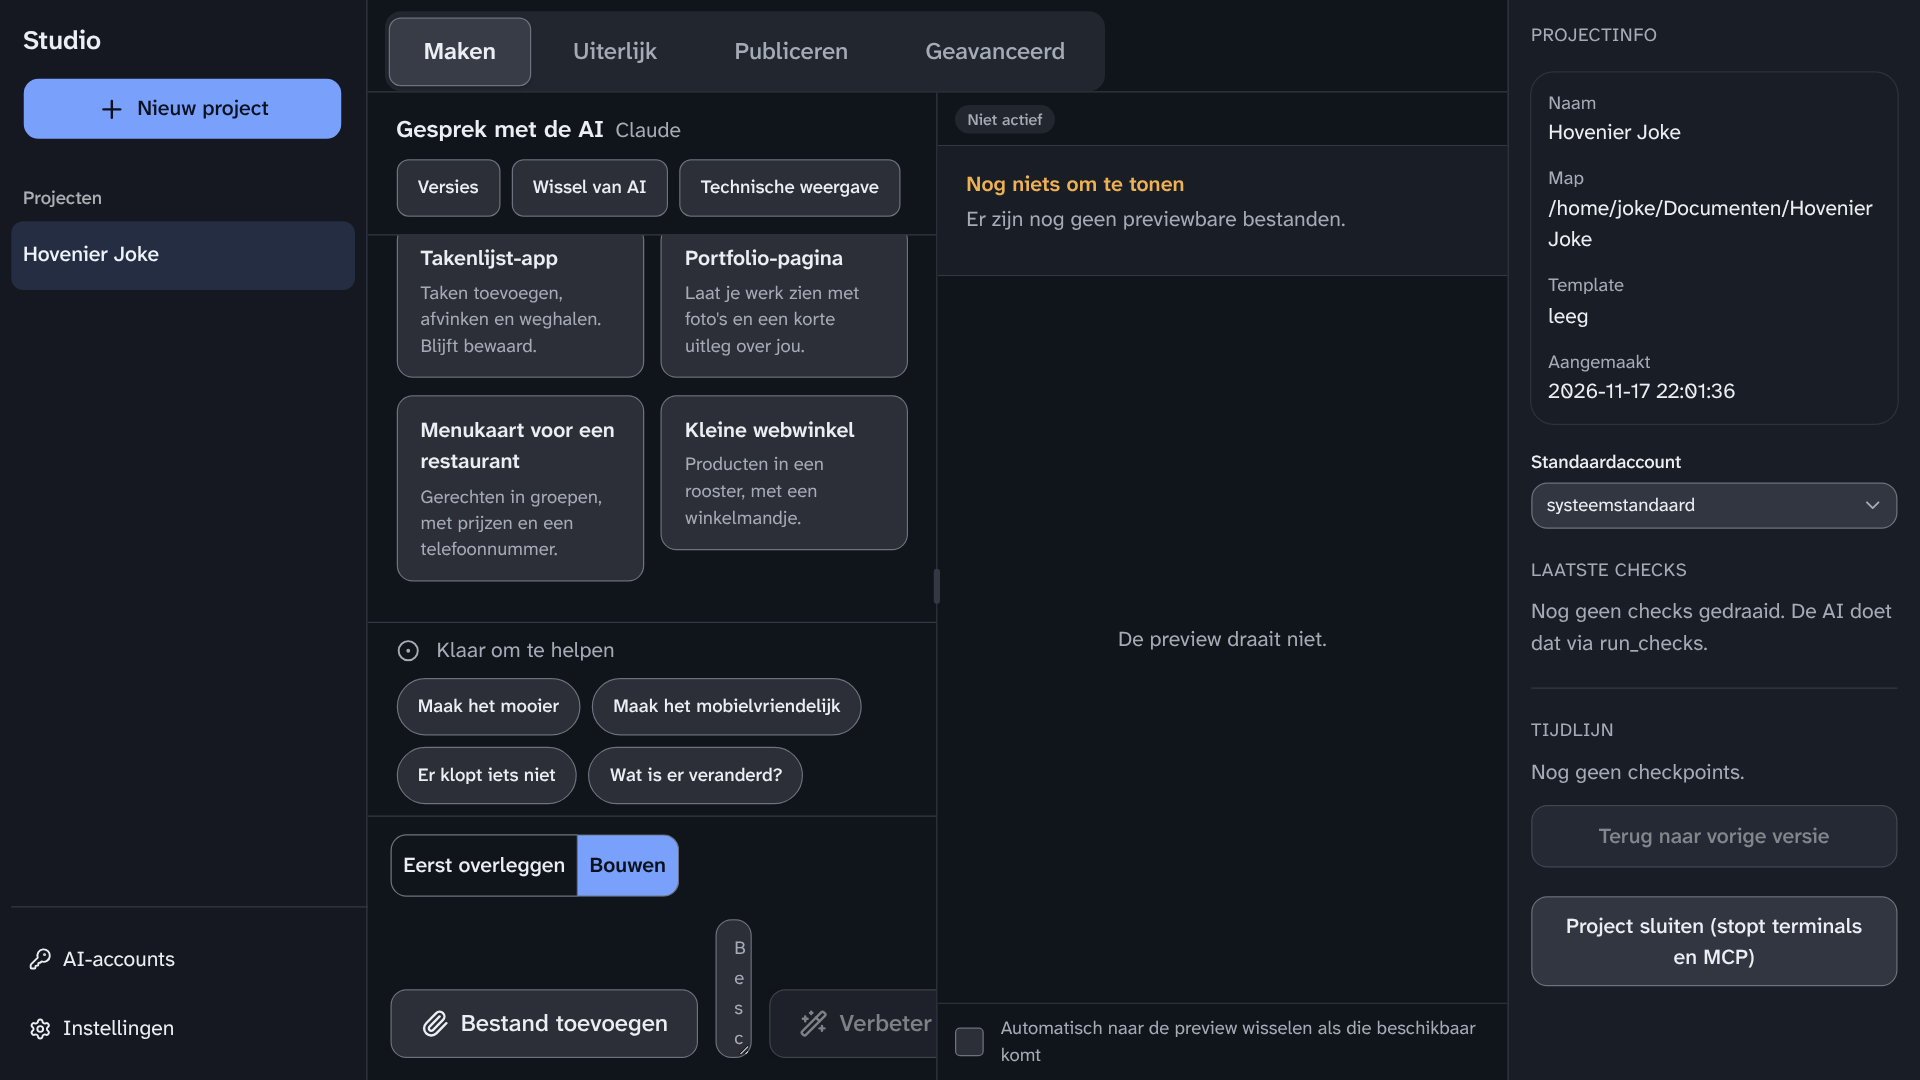 Studio
Nieuw project
Projecten
Hovenier Joke
AI-accounts
Instellingen
Maken
Uiterlijk
Publiceren
Geavanceerd
Gesprek met de AI Claude
Versies
Wissel van AI
Technische weergave
Takenlijst-app
Taken toevoegen,
afvinken en weghalen.
Blijft bewaard.
Portfolio-pagina
Laat je werk zien met
foto's en een korte
uitleg over jou.
Menukaart voor een
restaurant
Gerechten in groepen,
met prijzen en een
telefoonnummer.
Kleine webwinkel
Producten in een
rooster, met een
winkelmandje.
Klaar om te helpen
Maak het mooier
Maak het mobielvriendelijk
Er klopt iets niet
Wat is er veranderd?
Eerst overleggen
Bouwen
Bestand toevoegen
B
e
s
c
Verbeter
Niet actief
Nog niets om te tonen
Er zijn nog geen previewbare bestanden.
De preview draait niet.
Automatisch naar de preview wisselen als die beschikbaar
komt
PROJECTINFO
Naam
Hovenier Joke
Map
/home/joke/Documenten/Hovenier
Joke
Template
leeg
Aangemaakt
2026-11-17 22:01:36
Standaardaccount
systeemstandaard
LAATSTE CHECKS
Nog geen checks gedraaid. De AI doet
dat via run_checks.
TIJDLIJN
Nog geen checkpoints.
Terug naar vorige versie
Project sluiten (stopt terminals
en MCP)